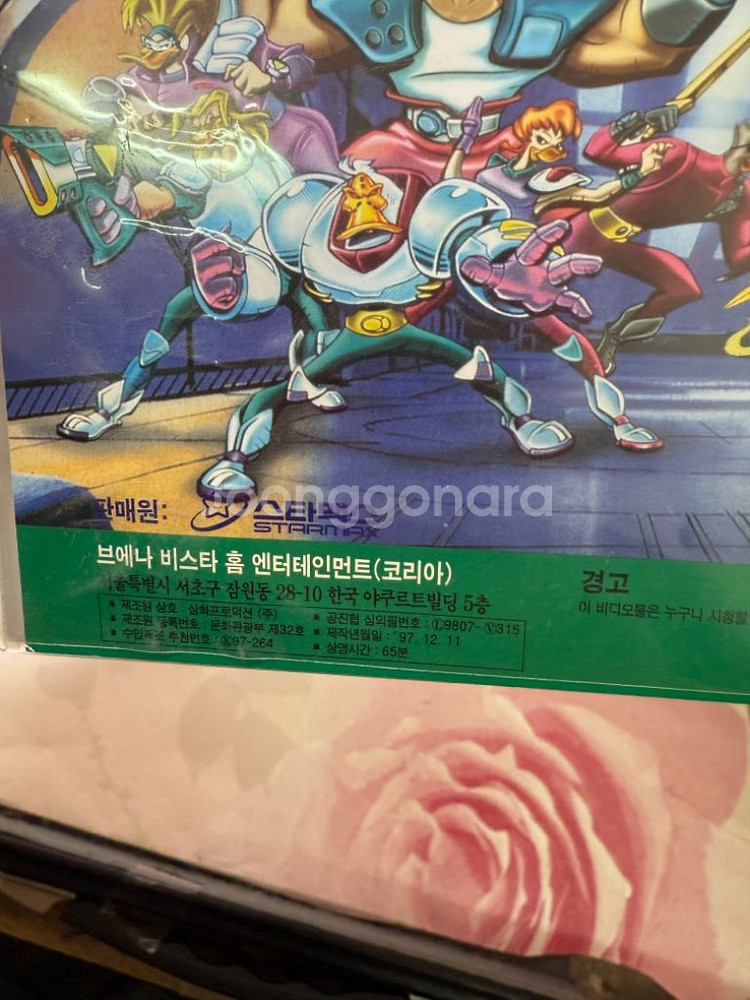 판매원:
스타맥스
STARMAX
joonggonara
브에나 비스타 홈 엔터테인먼트(코리아)
서울특별시 서초구 잠원동 28-10 한국 야쿠르트빌딩 5층
▪ 제조원 상호 : 삼화프로덕션 (주)
▪ 제조원 등록번호 : 문화관광부 제32호
▪ 수입제조 추천번호 : Ⓚ97-264
▪ 공진협 심의필번호 : Ⓛ9807- Ⓥ315
▪ 제작년월일 : '97. 12. 11
▪ 상영시간 : 65분
경고
이 비디오물은 누구나 시청할